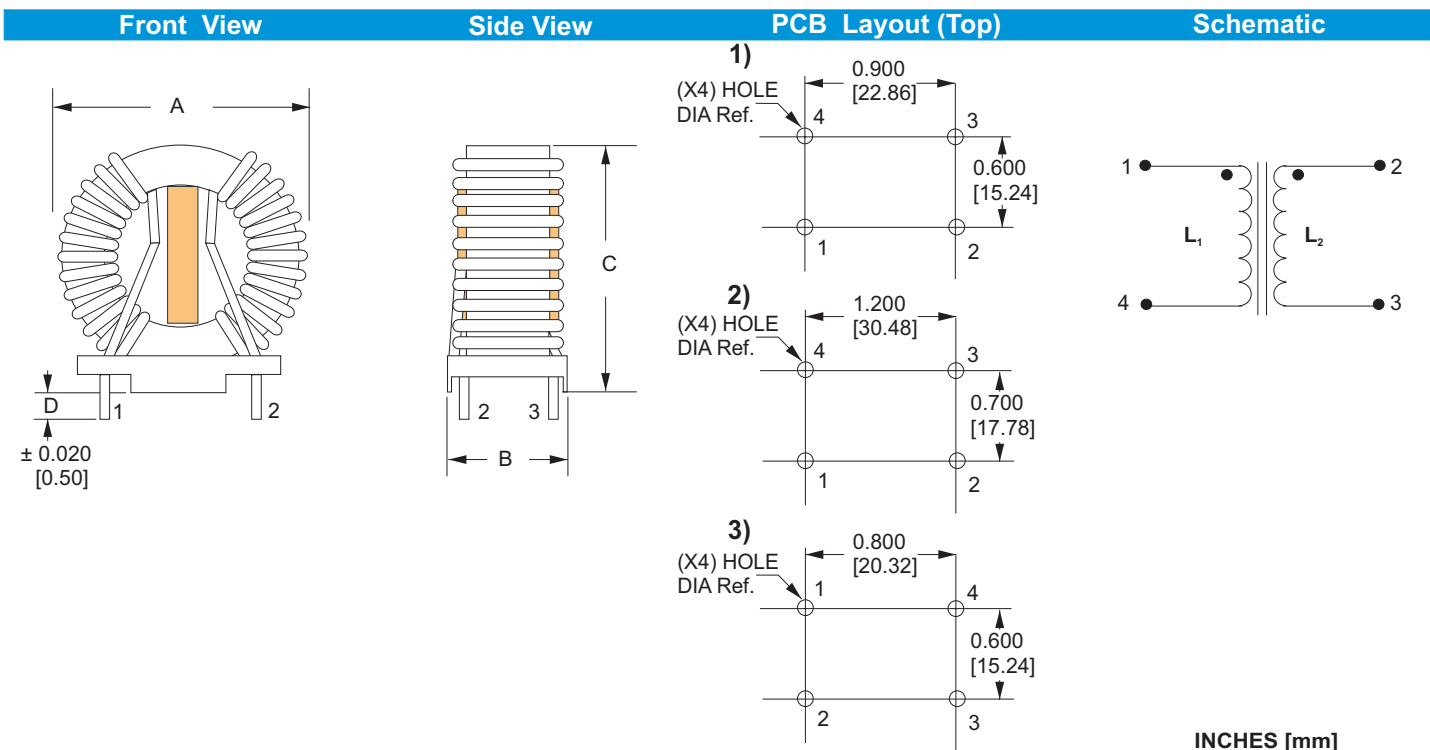 Front View
Side View
PCB Layout (Top)
Schematic
A
D
1
2
± 0.020
[0.50]
C
2
3
B
1)
(X4) HOLE
DIA Ref.
0.900
[22.86]
4
3
0.600
[15.24]
1
2
2)
(X4) HOLE
DIA Ref.
1.200
[30.48]
4
3
0.700
[17.78]
1
2
3)
(X4) HOLE
DIA Ref.
0.800
[20.32]
1
4
0.600
[15.24]
2
3
1
2
L₁
L₂
4
3
INCHES [mm]